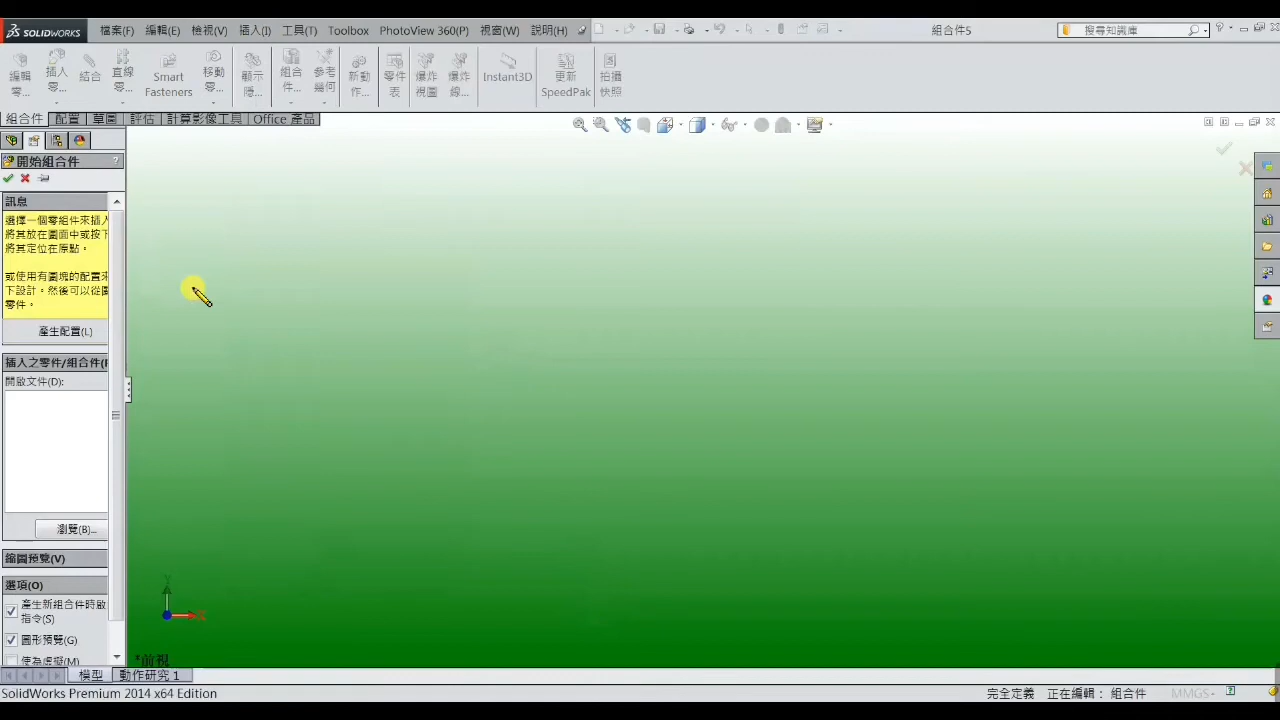 SOLIDWORKS 檔案(F) 編輯(E) 檢視(V) 插入(I) 工具(T) Toolbox PhotoView 360(P) 視窗(W) 說明(H) 組合件5 搜尋知識庫
編輯零... 插入零... 結合 直線零... Smart Fasteners 移動零... 顯示隱... 組合件... 參考幾何 新動作... 零件表 爆炸視圖 爆炸線... Instant3D 更新 SpeedPak 拍攝快照
組合件 配置 草圖 評估 計算影像工具 Office 產品
開始組合件 ?
訊息
選擇一個零組件來插入
將其放在圖面中或按下
將其定位在原點。
或使用有圖塊的配置來
下設計。然後可以從圖
零件。
產生配置(L)
插入之零件/組合件(P
開啟文件(D):
瀏覽(B)...
縮圖預覽(V)
選項(O)
產生新組合件時啟
指令(S)
圖形預覽(G)
使為虛擬(M)
Y
X
*前視
模型 動作研究 1
SolidWorks Premium 2014 x64 Edition 完全定義 正在編輯： 組合件 MMGS